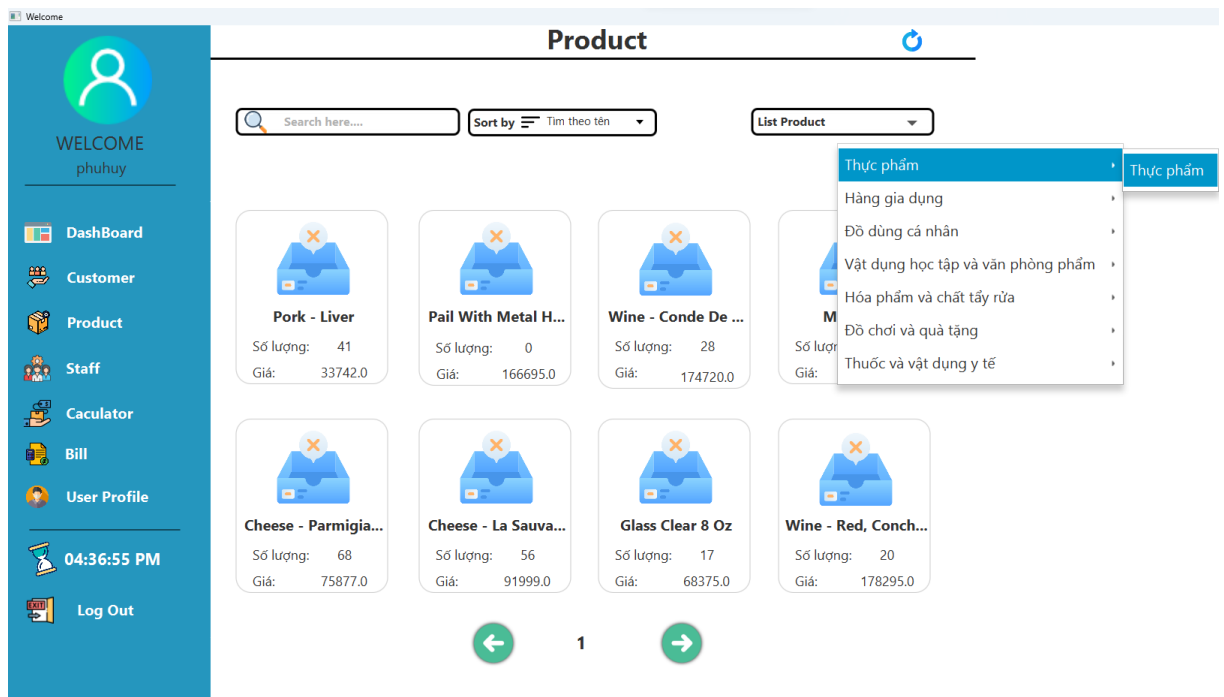 Welcome
WELCOME
phuhuy
DashBoard
Customer
Product
Staff
Caculator
Bill
User Profile
04:36:55 PM
EXIT
Log Out
Product
Search here....
Sort by
Tìm theo tên
List Product
Thực phẩm
Hàng gia dụng
Đồ dùng cá nhân
Vật dụng học tập và văn phòng phẩm
Hóa phẩm và chất tẩy rửa
Đồ chơi và quà tặng
Thuốc và vật dụng y tế
Thực phẩm
Pork - Liver
Số lượng: 41
Giá: 33742.0
Pail With Metal H...
Số lượng: 0
Giá: 166695.0
Wine - Conde De ...
Số lượng: 28
Giá: 174720.0
M
Số lượn
Giá:
Cheese - Parmigia...
Số lượng: 68
Giá: 75877.0
Cheese - La Sauva...
Số lượng: 56
Giá: 91999.0
Glass Clear 8 Oz
Số lượng: 17
Giá: 68375.0
Wine - Red, Conch...
Số lượng: 20
Giá: 178295.0
1